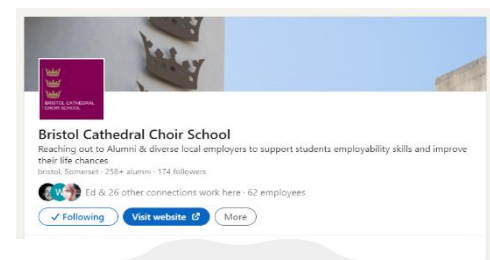 BRISTOL CATHEDRAL
CHOIR SCHOOL
Bristol Cathedral Choir School
Reaching out to Alumni & diverse local employers to support students employability skills and improve
their life chances
bristol, Somerset · 258+ alumni · 174 followers
W
Ed & 26 other connections work here · 62 employees
✓ Following
Visit website
More